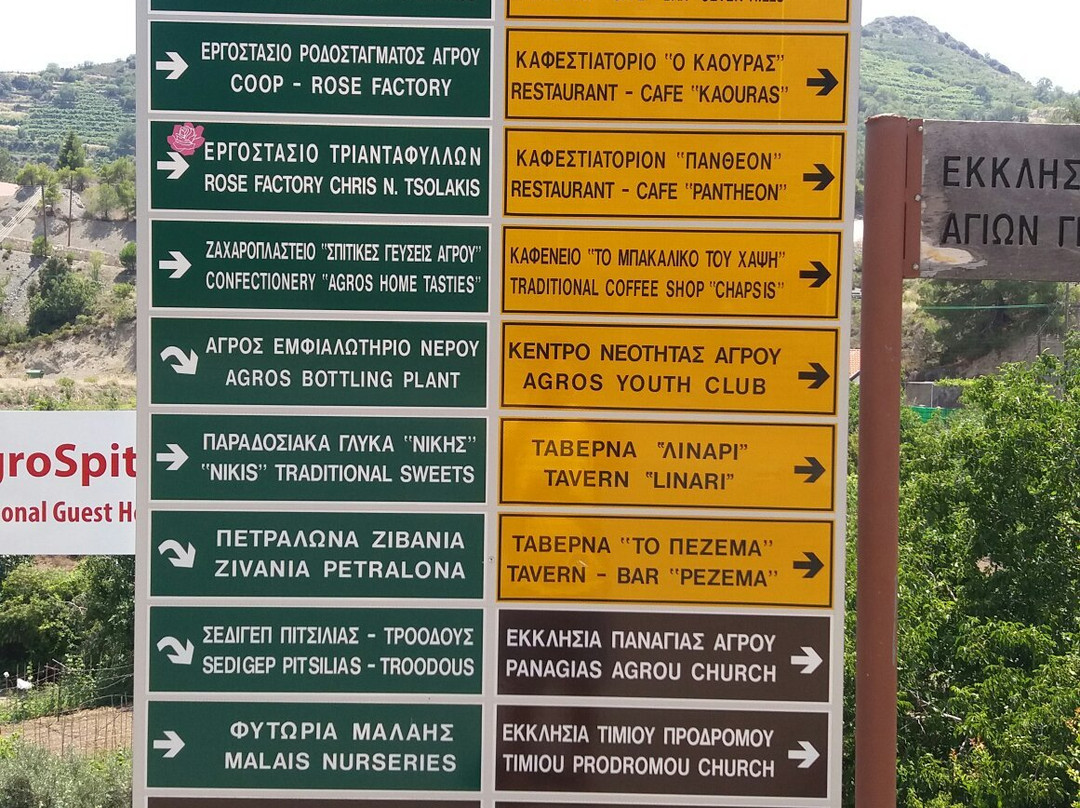 ΕΡΓΟΣΤΑΣΙΟ ΡΟΔΟΣΤΑΓΜΑΤΟΣ ΑΓΡΟΥ
COOP - ROSE FACTORY
ΕΡΓΟΣΤΑΣΙΟ ΤΡΙΑΝΤΑΦΥΛΛΩΝ
ROSE FACTORY CHRIS N. TSOLAKIS
ΖΑΧΑΡΟΠΛΑΣΤΕΙΟ "ΣΠΙΤΙΚΕΣ ΓΕΥΣΕΙΣ ΑΓΡΟΥ"
CONFECTIONERY "AGROS HOME TASTIES"
ΑΓΡΟΣ ΕΜΦΙΑΛΩΤΗΡΙΟ ΝΕΡΟΥ
AGROS BOTTLING PLANT
ΠΑΡΑΔΟΣΙΑΚΑ ΓΛΥΚΑ "ΝΙΚΗΣ"
"NIKIS" TRADITIONAL SWEETS
ΠΕΤΡΑΛΩΝΑ ΖΙΒΑΝΙΑ
ZIVANIA PETRALONA
ΣΕΔΙΓΕΠ ΠΙΤΣΙΛΙΑΣ - ΤΡΟΟΔΟΥΣ
SEDIGEP PITSILIAS - TROODOUS
ΦΥΤΩΡΙΑ ΜΑΛΑΗΣ
MALAIS NURSERIES
ΚΑΦΕΣΤΙΑΤΟΡΙΟ "Ο ΚΑΟΥΡΑΣ"
RESTAURANT - CAFE "KAOURAS"
ΚΑΦΕΣΤΙΑΤΟΡΙΟΝ "ΠΑΝΘΕΟΝ"
RESTAURANT - CAFE "PANTHEON"
ΚΑΦΕΝΕΙΟ "ΤΟ ΜΠΑΚΑΛΙΚΟ ΤΟΥ ΧΑΨΗ"
TRADITIONAL COFFEE SHOP "CHAPSIS"
ΚΕΝΤΡΟ ΝΕΟΤΗΤΑΣ ΑΓΡΟΥ
AGROS YOUTH CLUB
ΤΑΒΕΡΝΑ "ΛΙΝΑΡΙ"
TAVERN "LINARI"
ΤΑΒΕΡΝΑ "ΤΟ ΠΕΖΕΜΑ"
TAVERN - BAR "PEZEMA"
ΕΚΚΛΗΣΙΑ ΠΑΝΑΓΙΑΣ ΑΓΡΟΥ
PANAGIAS AGROU CHURCH
ΕΚΚΛΗΣΙΑ ΤΙΜΙΟΥ ΠΡΟΔΡΟΜΟΥ
TIMIOU PRODROMOU CHURCH
ΕΚΚΛΗΣ
ΑΓΙΩΝ
groSpit
onal Guest H